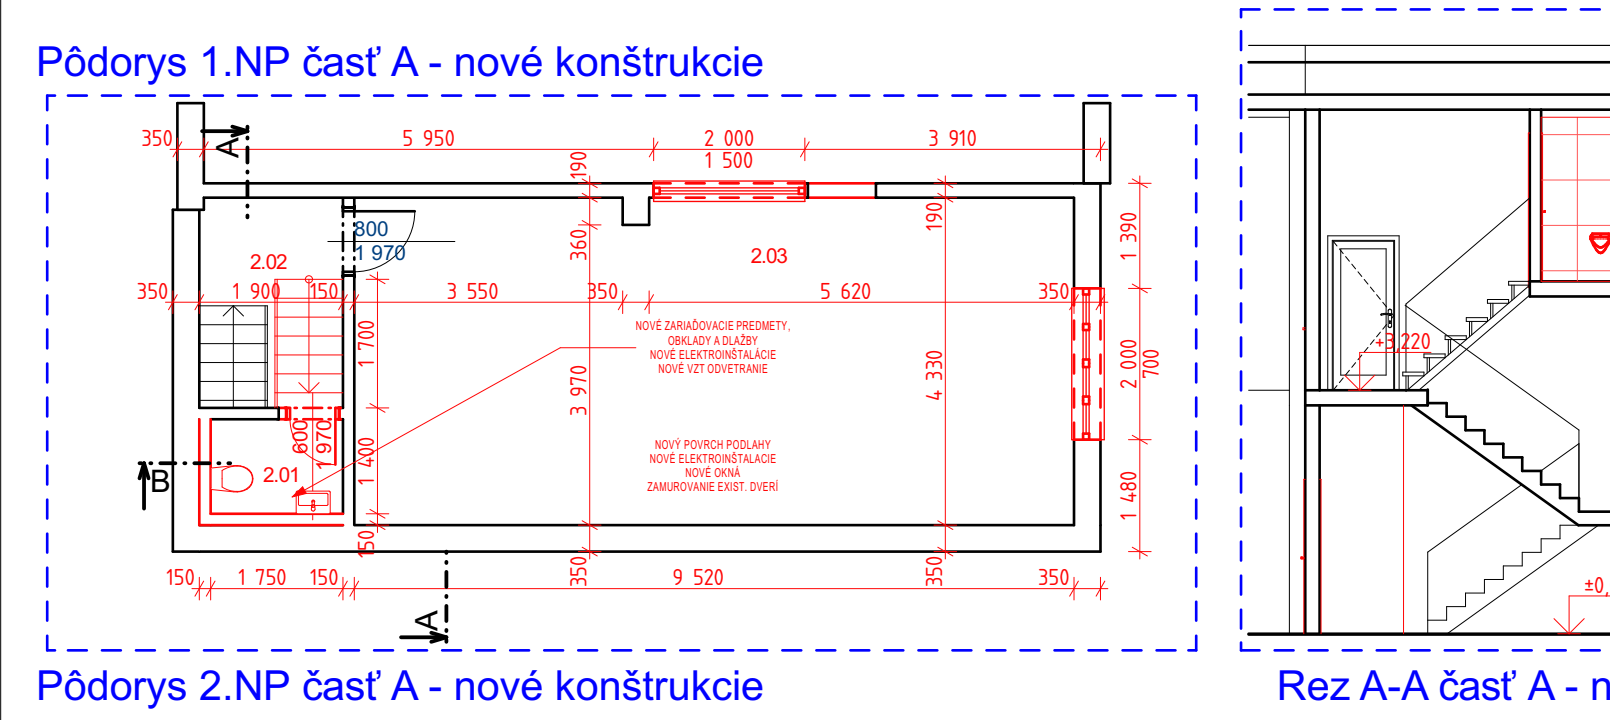 Pôdorys 1.NP časť A - nové konštrukcie
350
5 950
2 000
1 500
3 910
A
190
190
1 390
800
1 970
360
2.02
2.03
350
1 900
150
3 550
350
5 620
350
NOVÉ ZARIAĎOVACIE PREDMETY,
OBKLADY A DLAŽBY
NOVÉ ELEKTROINŠTALÁCIE
NOVÉ VZT ODVETRANIE
1 700
3 970
4 330
2 000
700
600
1 970
1 400
2.01
B
NOVÝ POVRCH PODLAHY
NOVÉ ELEKTROINŠTALACIE
NOVÉ OKNÁ
ZAMUROVANIE EXIST. DVERÍ
1 480
150
350
350
150
1 750
150
9 520
350
A
Pôdorys 2.NP časť A - nové konštrukcie
+3,220
±0,
Rez A-A časť A - n